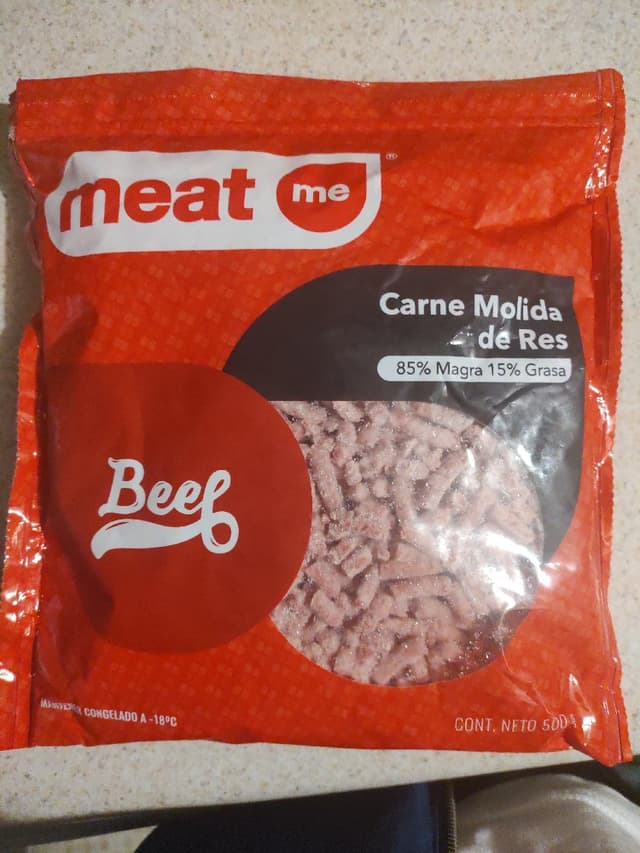 meat me ®
Carne Molida
de Res
85% Magra 15% Grasa
Beef
CONGELADO A -18ºC
CONT. NETO 500